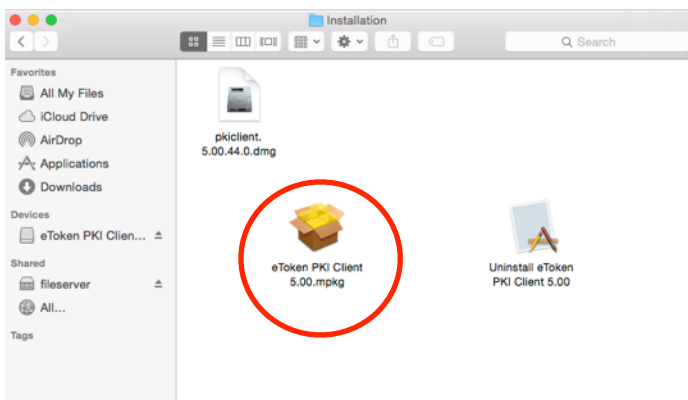 Installation
Search
Favorites
All My Files
iCloud Drive
AirDrop
Applications
Downloads
Devices
eToken PKI Clien...
Shared
fileserver
All...
Tags
pkiclient.
5.00.44.0.dmg
eToken PKI Client
5.00.mpkg
Uninstall eToken
PKI Client 5.00